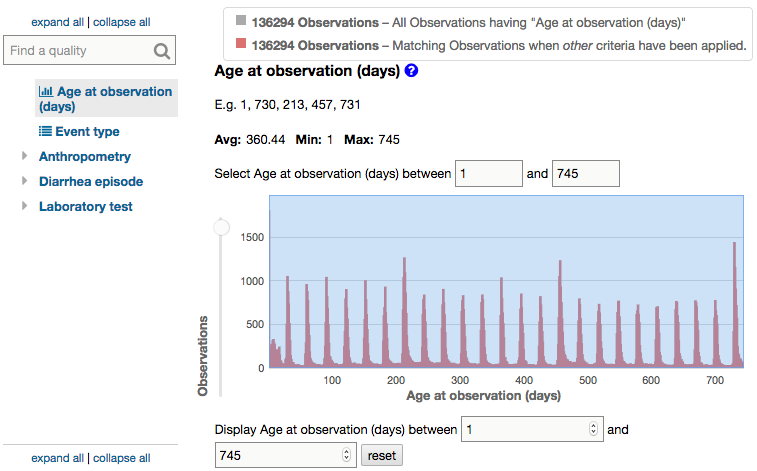 expand all | collapse all
Find a quality
Age at observation
(days)
Event type
Anthropometry
Diarrhea episode
Laboratory test
expand all | collapse all
136294 Observations – All Observations having "Age at observation (days)"
136294 Observations – Matching Observations when other criteria have been applied.
Age at observation (days) ?
E.g. 1, 730, 213, 457, 731
Avg: 360.44 Min: 1 Max: 745
Select Age at observation (days) between 1 and 745
Observations
1500
1000
500
0
100 200 300 400 500 600 700
Age at observation (days)
Display Age at observation (days) between 1 and
745 reset